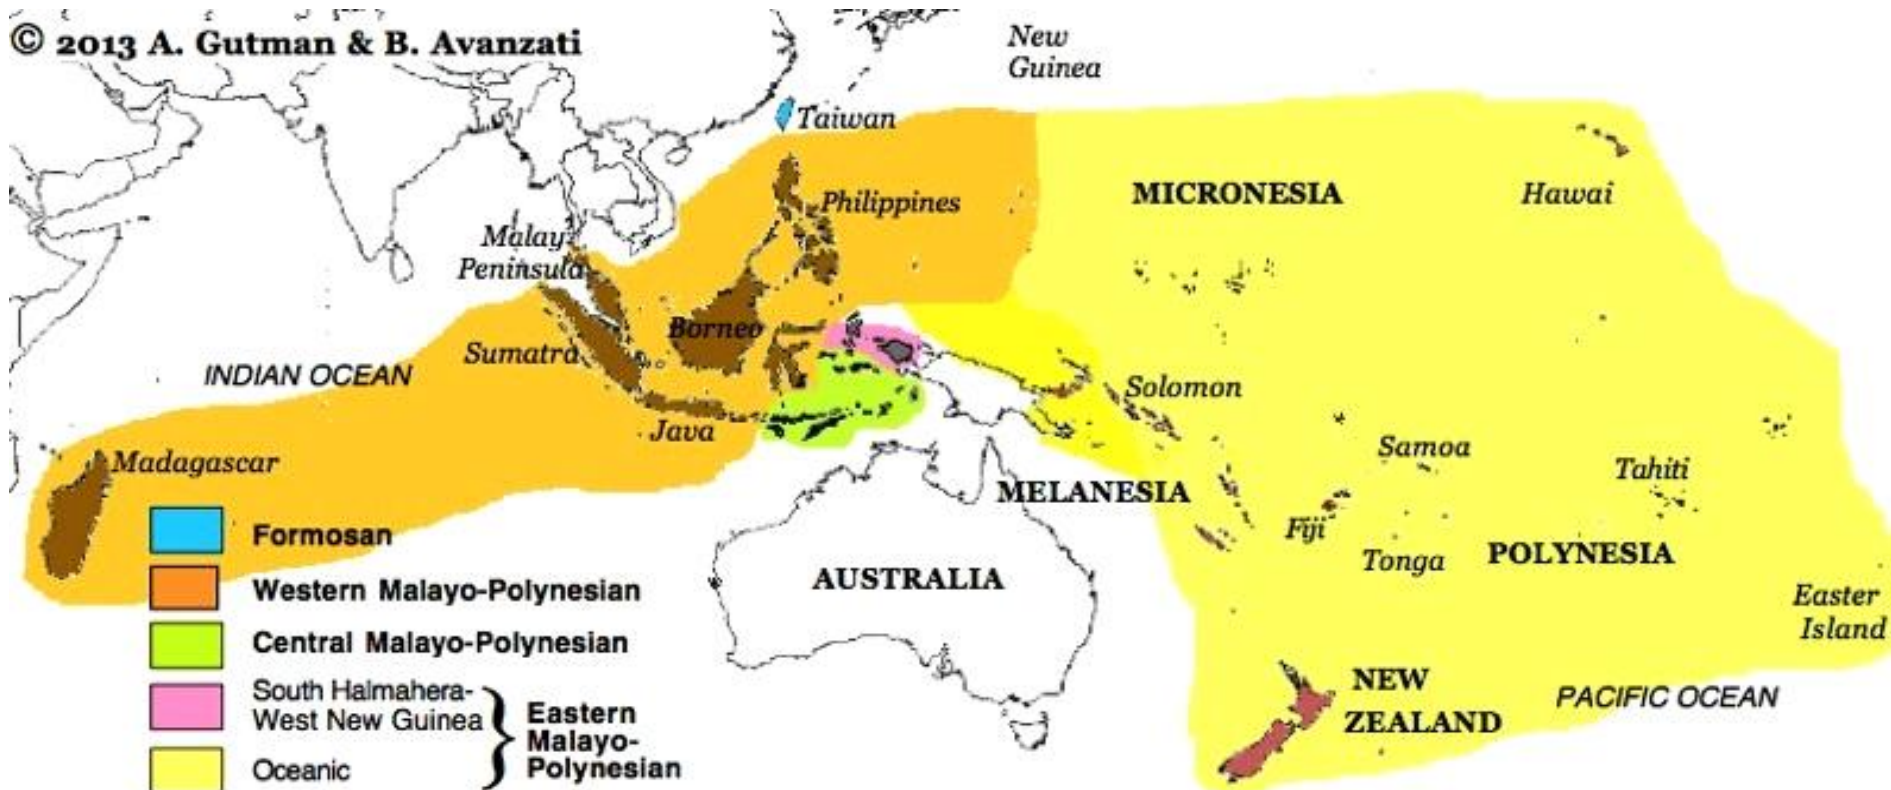 © 2013 A. Gutman & B. Avanzati
New
Guinea
Taiwan
MICRONESIA
Hawai
Philippines
Malay
Peninsula
Borneo
Sumatra
INDIAN OCEAN
Solomon
Java
Samoa
Tahiti
Madagascar
MELANESIA
Fiji
Tonga
POLYNESIA
AUSTRALIA
Easter
Island
NEW
ZEALAND
PACIFIC OCEAN
Formosan
Western Malayo-Polynesian
Central Malayo-Polynesian
South Halmahera-
West New Guinea
Oceanic
Eastern
Malayo-
Polynesian